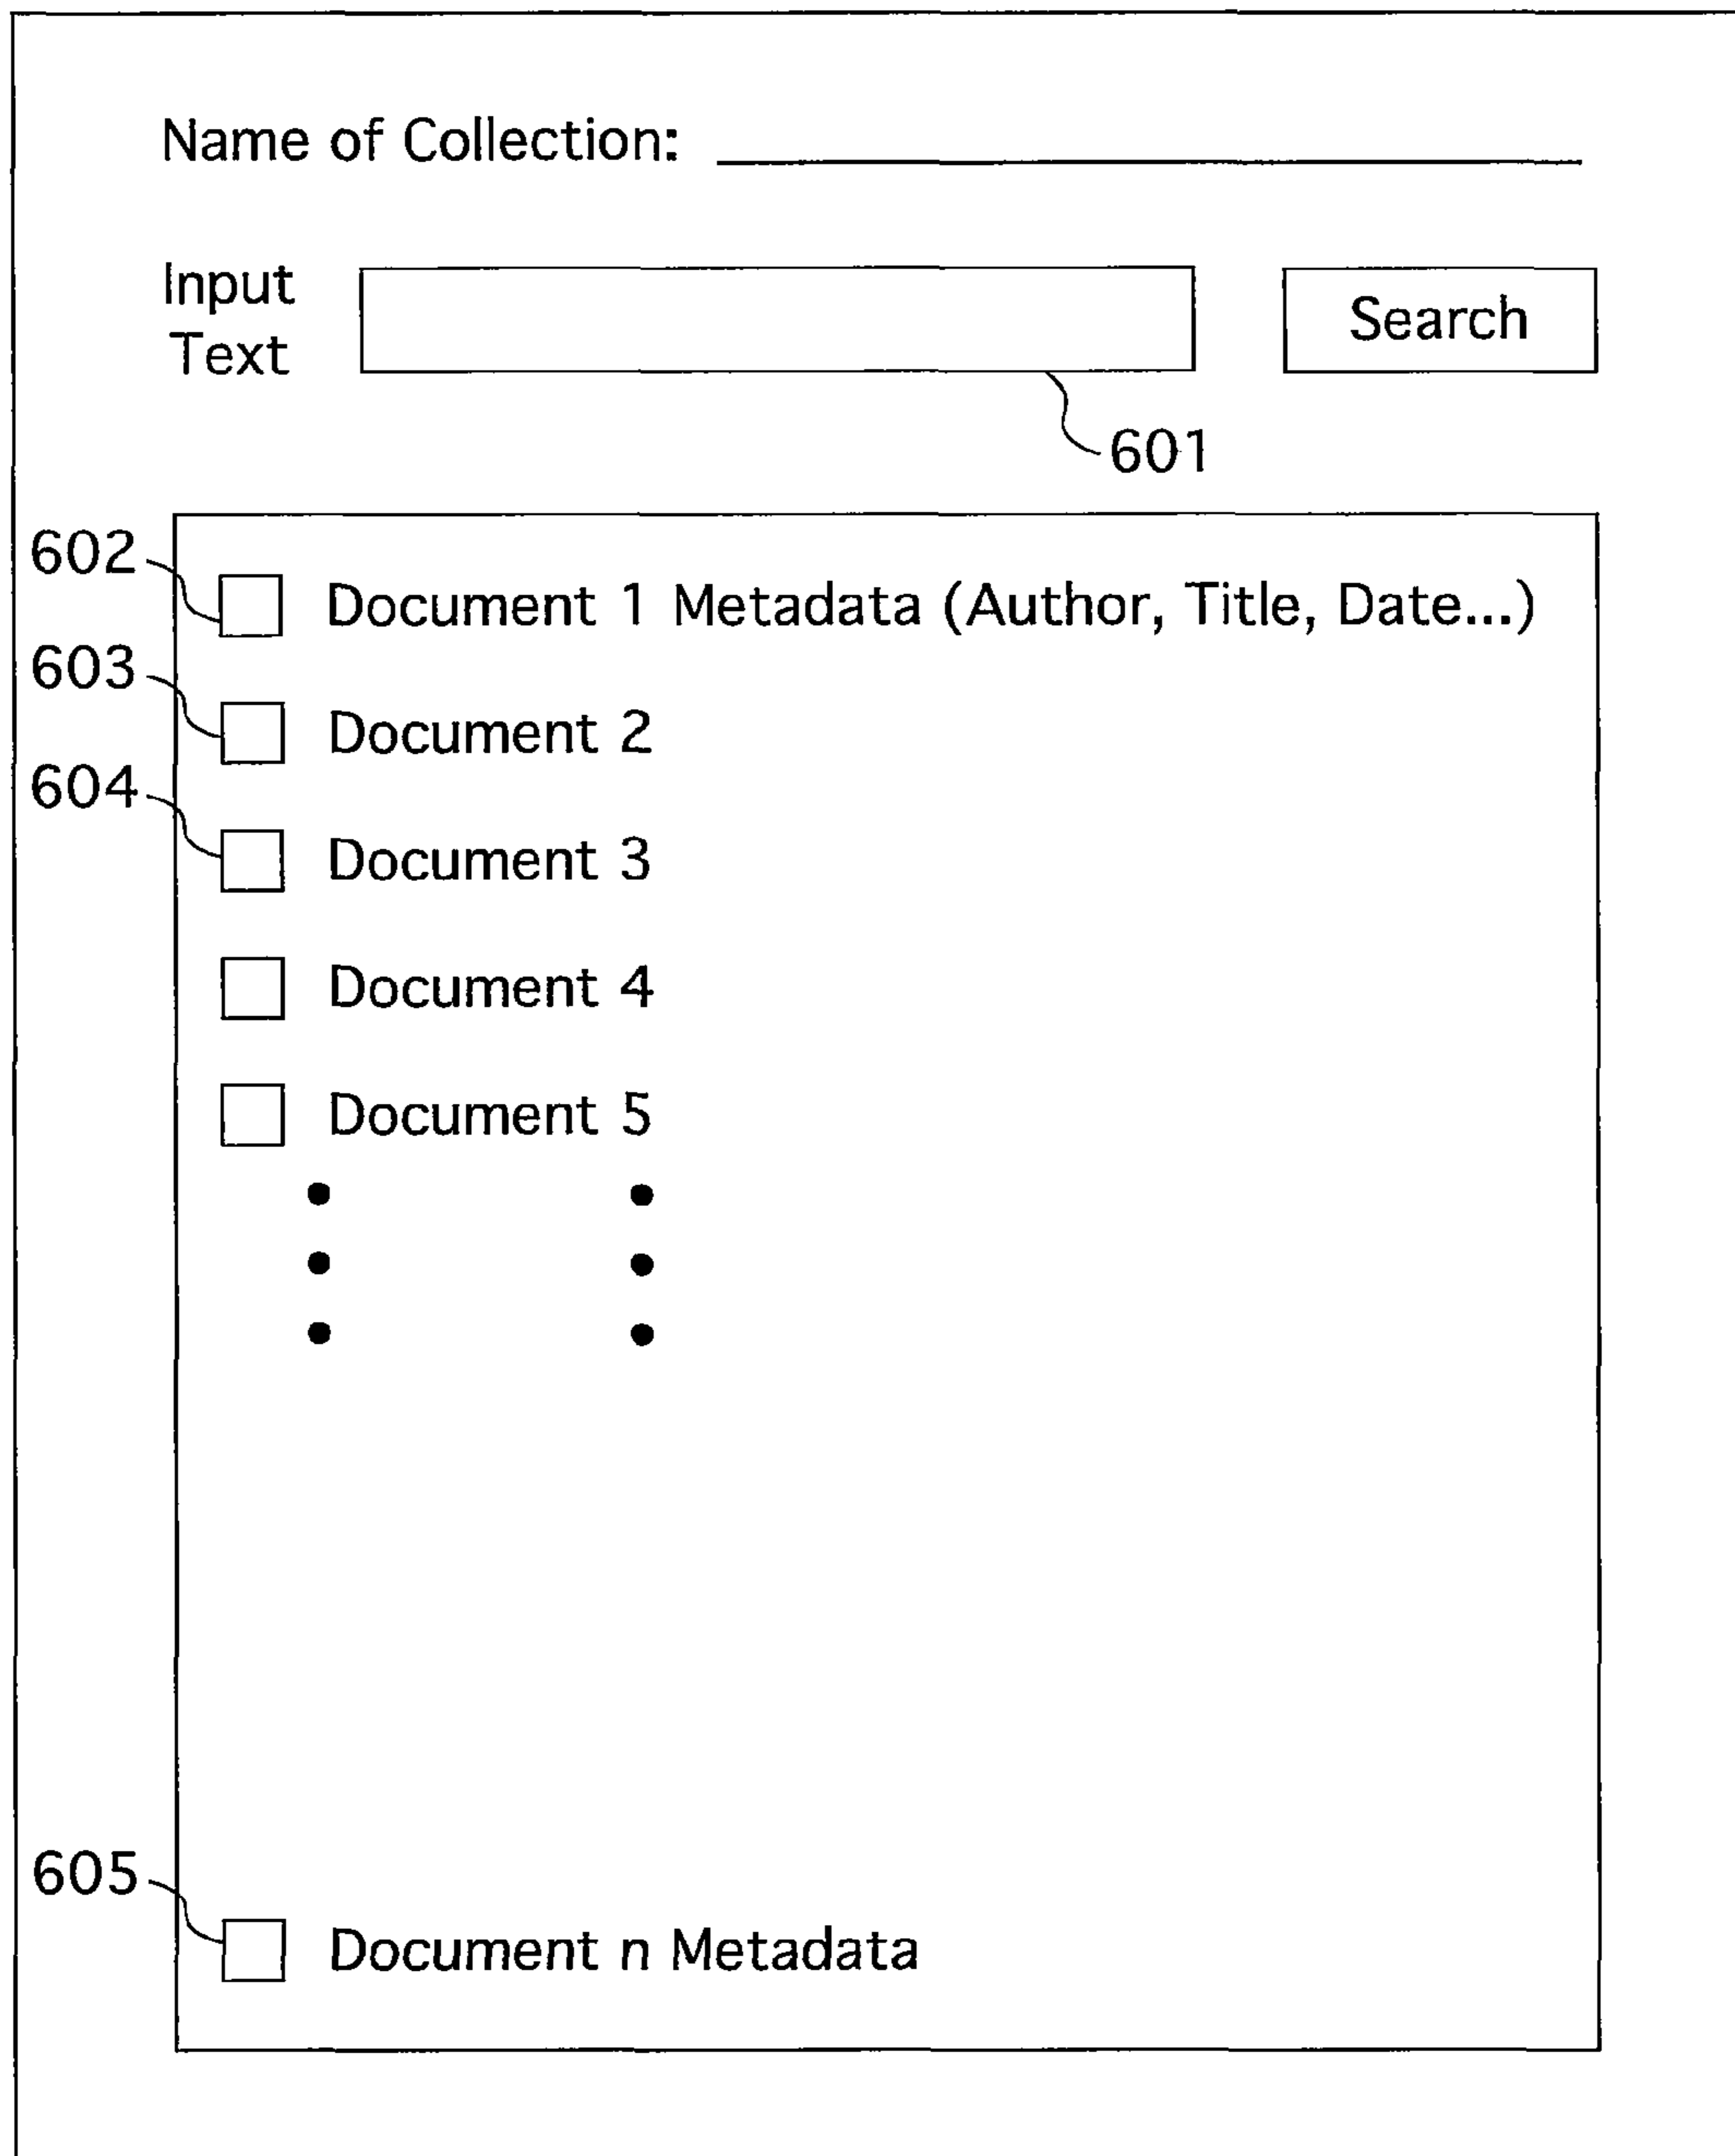 Name of Collection:
Input
Text
Search
601
602
Document 1 Metadata (Author, Title, Date...)
603
Document 2
604
Document 3
Document 4
Document 5
605
Document n Metadata